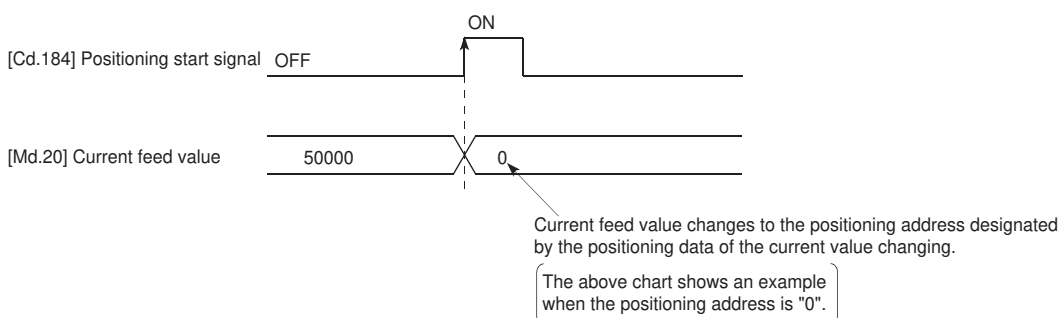 ON
[Cd.184] Positioning start signal OFF
[Md.20] Current feed value 50000 0
Current feed value changes to the positioning address designated
by the positioning data of the current value changing.
The above chart shows an example
when the positioning address is "0".